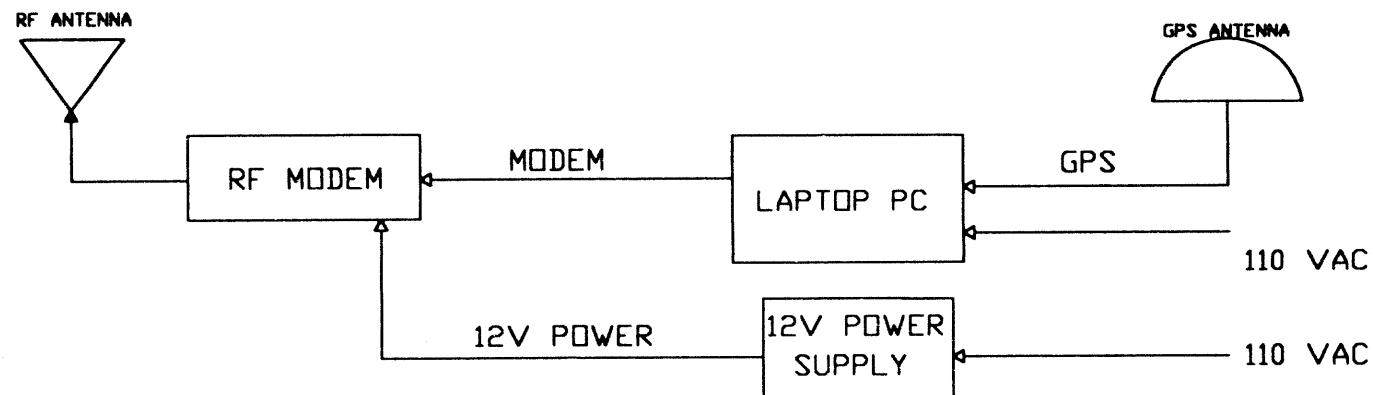 RF ANTENNA
GPS ANTENNA
RF MODEM
MODEM
LAPTOP PC
GPS
110 VAC
12V POWER
12V POWER
SUPPLY
110 VAC